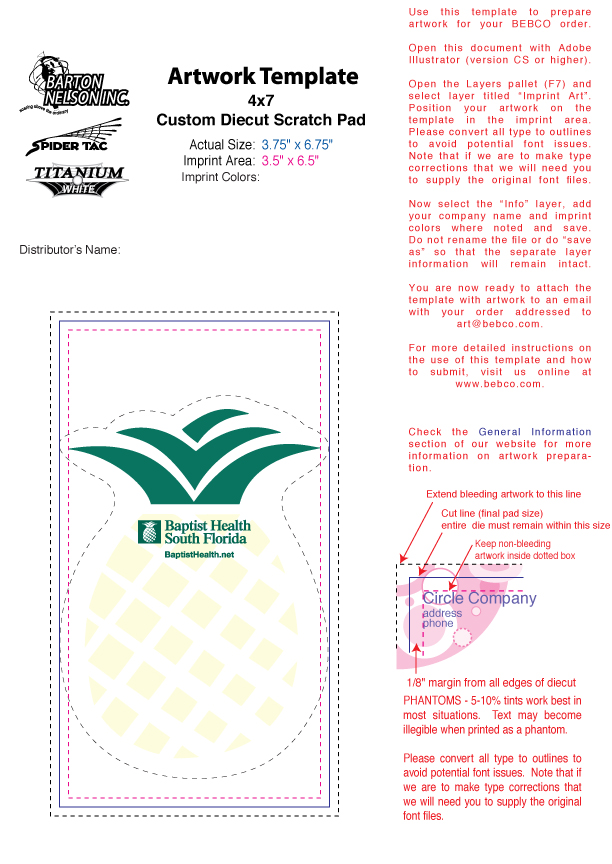 BARTON
NELSON INC.
soaring above the ordinary
SPIDER TAC
TITANIUM
WHITE
Artwork Template
4x7
Custom Diecut Scratch Pad
Actual Size: 3.75" x 6.75"
Imprint Area: 3.5" x 6.5"
Imprint Colors:
Distributor's Name:
Baptist Health
South Florida
BaptistHealth.net
Use this template to prepare
artwork for your BEBCO order.
Open this document with Adobe
Illustrator (version CS or higher).
Open the Layers pallet (F7) and
select layer titled "Imprint Art".
Position your artwork on the
template in the imprint area.
Please convert all type to outlines
to avoid potential font issues.
Note that if we are to make type
corrections that we will need you
to supply the original font files.
Now select the "Info" layer, add
your company name and imprint
colors where noted and save.
Do not rename the file or do "save
as" so that the separate layer
information will remain intact.
You are now ready to attach the
template with artwork to an email
with your order addressed to
art@bebco.com.
For more detailed instructions on
the use of this template and how
to submit, visit us online at
www.bebco.com.
Check the General Information
section of our website for more
information on artwork prepara-
tion.
Extend bleeding artwork to this line
Cut line (final pad size)
entire die must remain within this size
Keep non-bleeding
artwork inside dotted box
Circle Company
address
phone
1/8" margin from all edges of diecut
PHANTOMS - 5-10% tints work best in
most situations. Text may become
illegible when printed as a phantom.
Please convert all type to outlines to
avoid potential font issues. Note that if
we are to make type corrections that
we will need you to supply the original
font files.